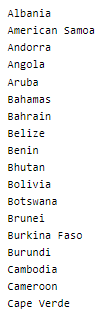 Albania
American Samoa
Andorra
Angola
Aruba
Bahamas
Bahrain
Belize
Benin
Bhutan
Bolivia
Botswana
Brunei
Burkina Faso
Burundi
Cambodia
Cameroon
Cape Verde